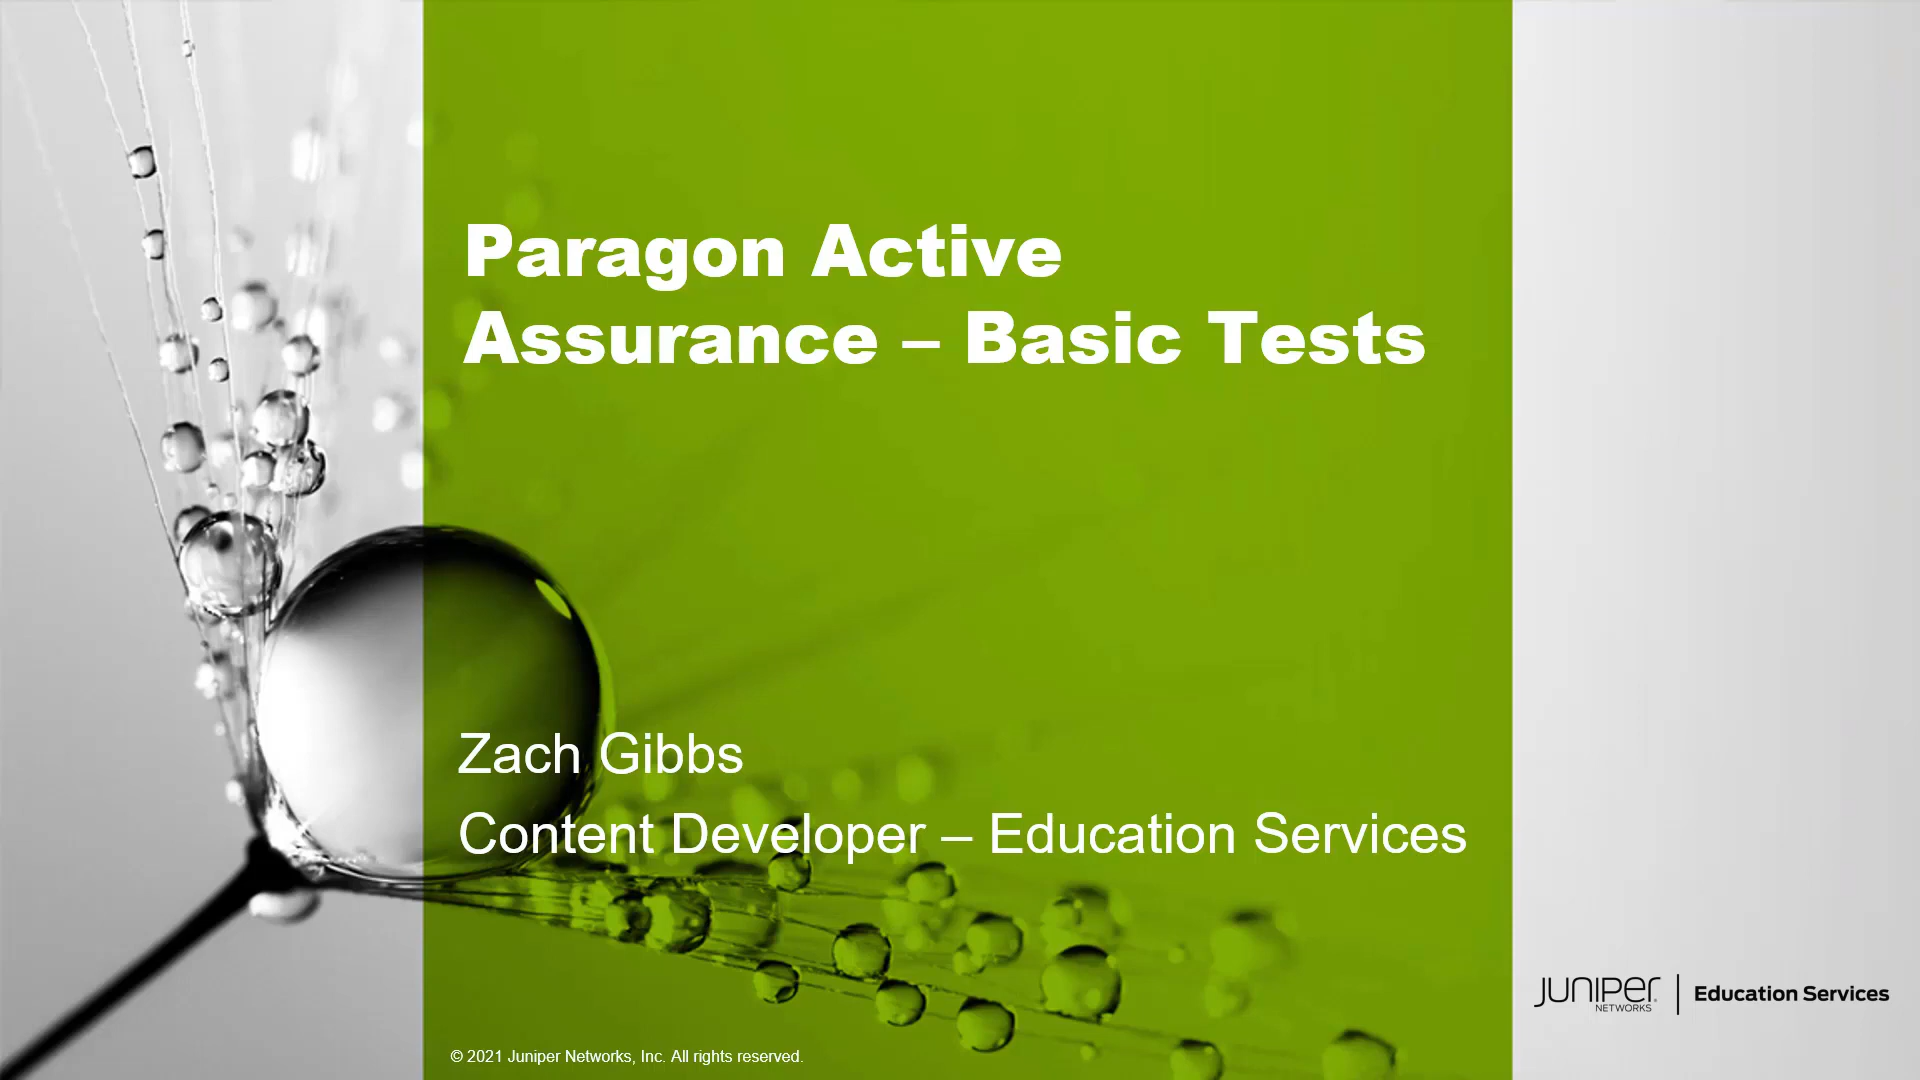 Paragon Active
Assurance – Basic Tests
Zach Gibbs
Content Developer – Education Services
JUNIPEr
NETWORKS
Education Services
© 2021 Juniper Networks, Inc. All rights reserved.